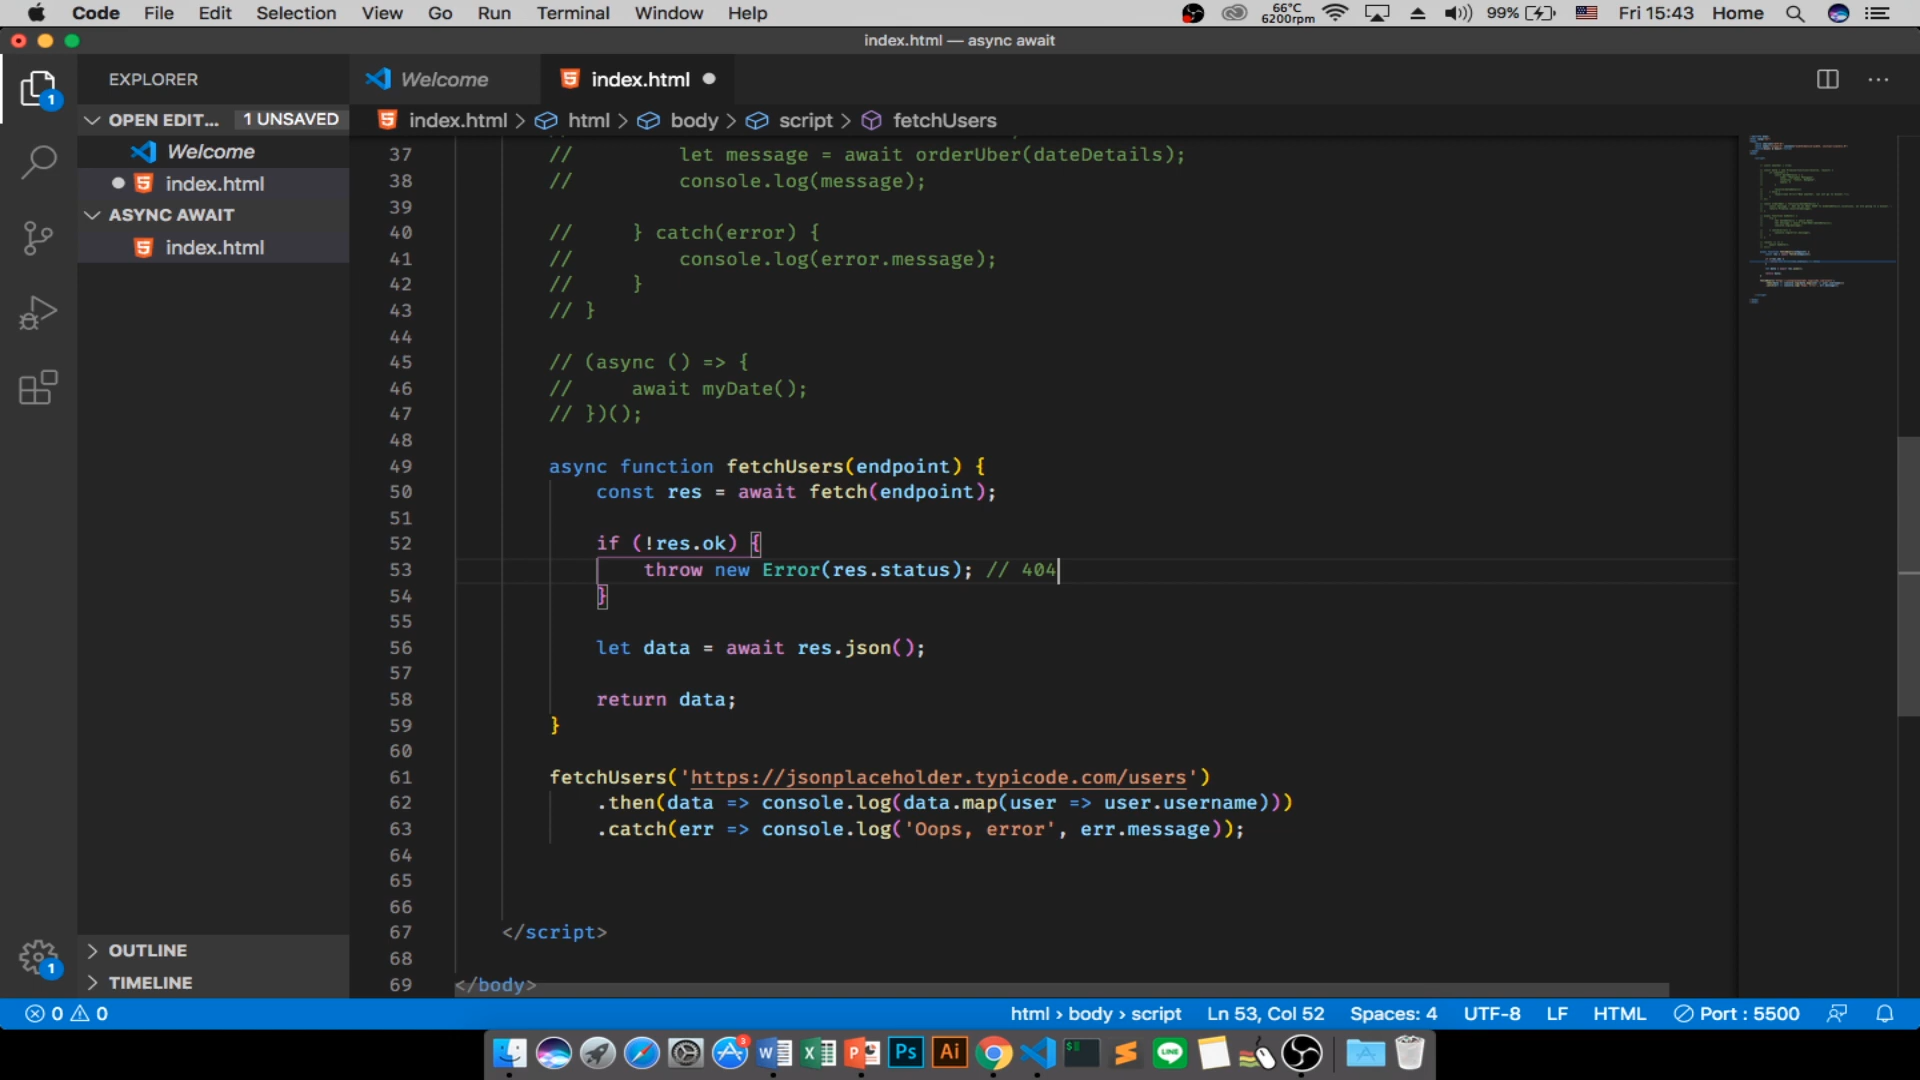 Code File Edit Selection View Go Run Terminal Window Help 66°C 6200rpm 99% Fri 15:43 Home
index.html — async await
EXPLORER
Welcome
index.html
1
OPEN EDIT... 1 UNSAVED
index.html > html > body > script > fetchUsers
Welcome
index.html
ASYNC AWAIT
index.html
37 // let message = await orderUber(dateDetails);
38 // console.log(message);
39
40 // } catch(error) {
41 // console.log(error.message);
42 // }
43 // }
44
45 // (async () => {
46 // await myDate();
47 // })();
48
49 async function fetchUsers(endpoint) {
50 const res = await fetch(endpoint);
51
52 if (!res.ok) {
53 throw new Error(res.status); // 404
54 }
55
56 let data = await res.json();
57
58 return data;
59 }
60
61 fetchUsers('https://jsonplaceholder.typicode.com/users')
62 .then(data => console.log(data.map(user => user.username)))
63 .catch(err => console.log('Oops, error', err.message));
64
65
66
67 </script>
68
69 </body>
OUTLINE
TIMELINE
1
0 0 html > body > script Ln 53, Col 52 Spaces: 4 UTF-8 LF HTML Port : 5500
3
Ps
Ai
LINE